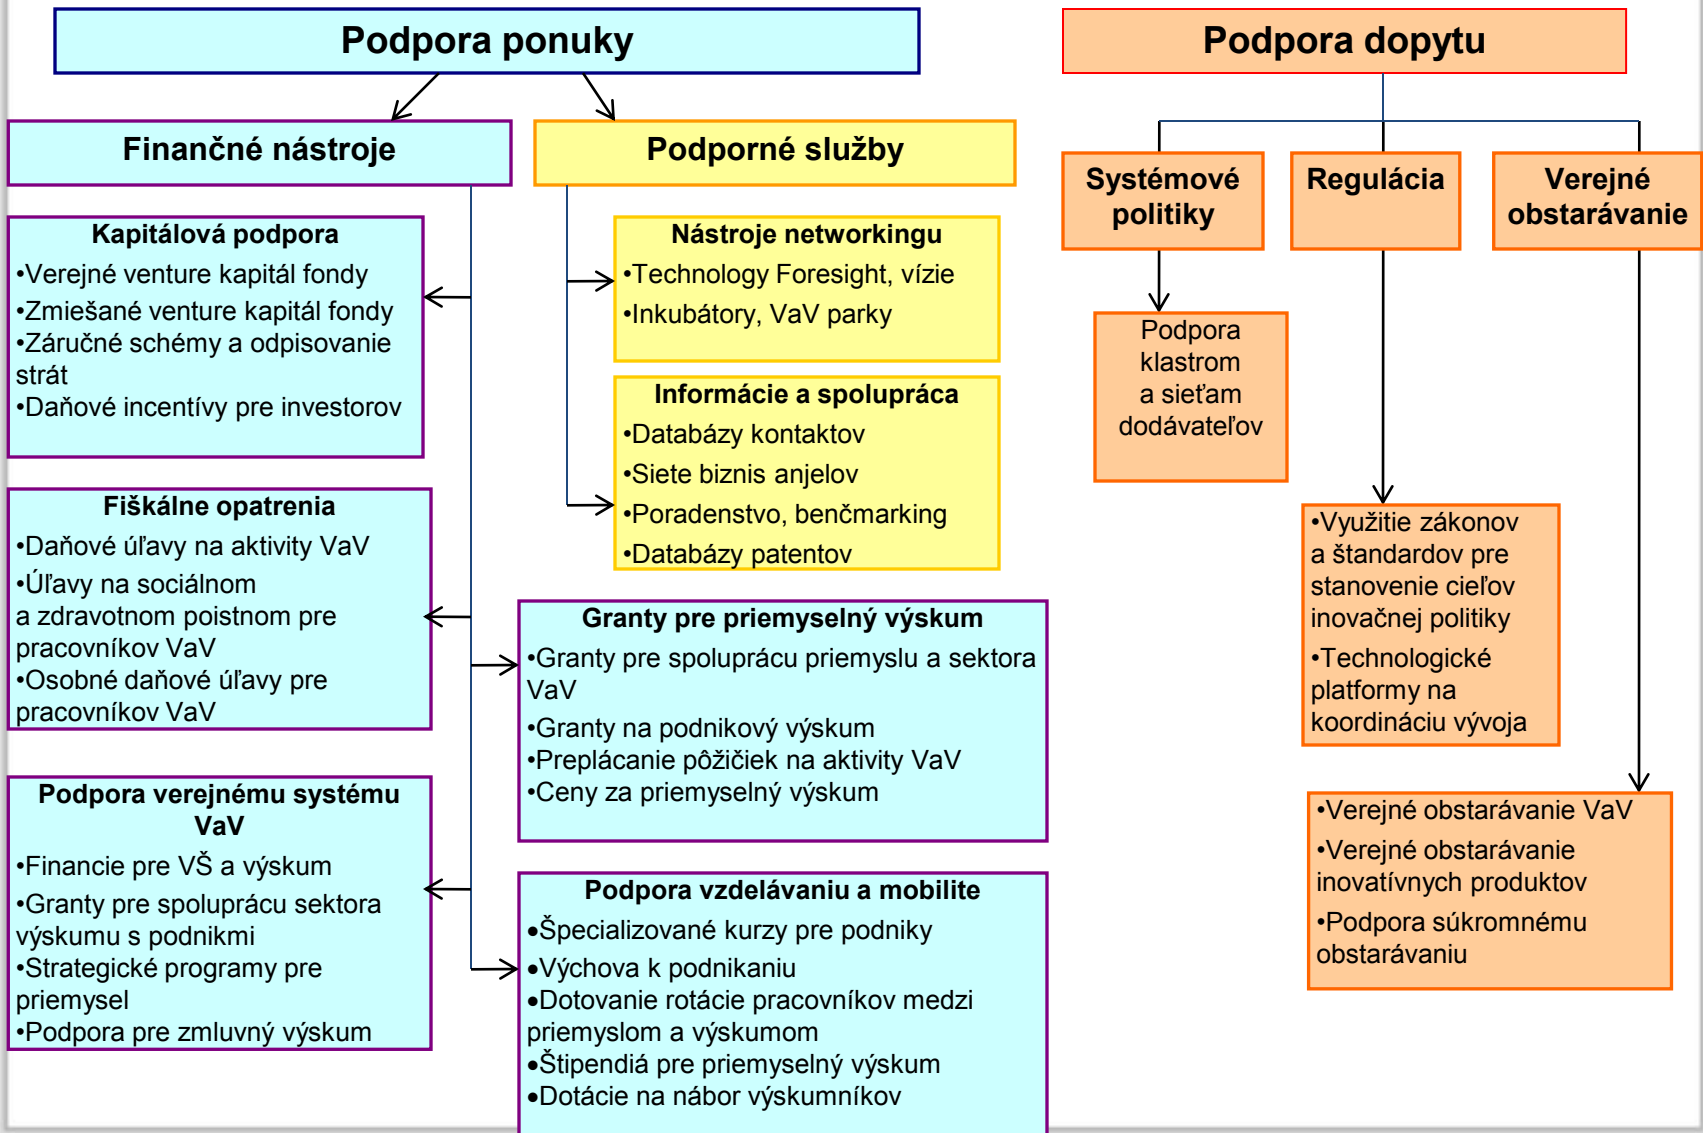 Podpora ponuky
Podpora dopytu
Finančné nástroje
Podporné služby
Systémové
politiky
Regulácia
Verejné
obstarávanie
Kapitálová podpora
•Verejné venture kapitál fondy
•Zmiešané venture kapitál fondy
•Záručné schémy a odpisovanie
strát
•Daňové incentívy pre investorov
Nástroje networkingu
•Technology Foresight, vízie
•Inkubátory, VaV parky
Informácie a spolupráca
•Databázy kontaktov
•Siete biznis anjelov
•Poradenstvo, benčmarking
•Databázy patentov
Podpora
klastrom
a sieťam
dodávateľov
Fiškálne opatrenia
•Daňové úľavy na aktivity VaV
•Úľavy na sociálnom
a zdravotnom poistnom pre
pracovníkov VaV
•Osobné daňové úľavy pre
pracovníkov VaV
Granty pre priemyselný výskum
•Granty pre spoluprácu priemyslu a sektora
VaV
•Granty na podnikový výskum
•Preplácanie pôžičiek na aktivity VaV
•Ceny za priemyselný výskum
•Využitie zákonov
a štandardov pre
stanovenie cieľov
inovačnej politiky
•Technologické
platformy na
koordináciu vývoja
Podpora verejnému systému
VaV
•Financie pre VŠ a výskum
•Granty pre spoluprácu sektora
výskumu s podnikmi
•Strategické programy pre
priemysel
•Podpora pre zmluvný výskum
Podpora vzdelávaniu a mobilite
•Špecializované kurzy pre podniky
•Výchova k podnikaniu
•Dotovanie rotácie pracovníkov medzi
priemyslom a výskumom
•Štipendiá pre priemyselný výskum
•Dotácie na nábor výskumníkov
•Verejné obstarávanie VaV
•Verejné obstarávanie
inovatívnych produktov
•Podpora súkromnému
obstarávaniu